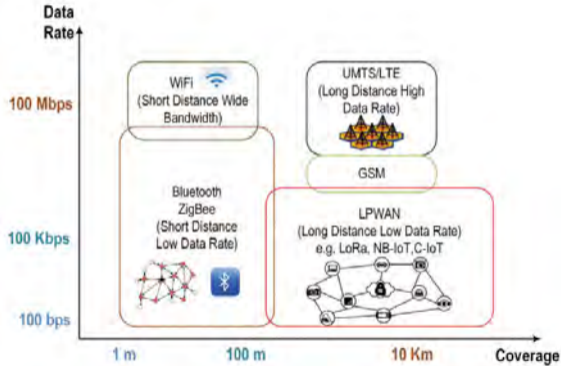 Data
Rate
WiFi
(Short Distance Wide
Bandwidth)
UMTS/LTE
(Long Distance High
Data Rate)
100 Mbps
GSM
Bluetooth
ZigBee
(Short Distance
Low Data Rate)
LPWAN
(Long Distance Low Data Rate)
e.g. LoRa, NB-IoT,C-IoT
100 Kbps
100 bps
1 m
100 m
10 Km
Coverage